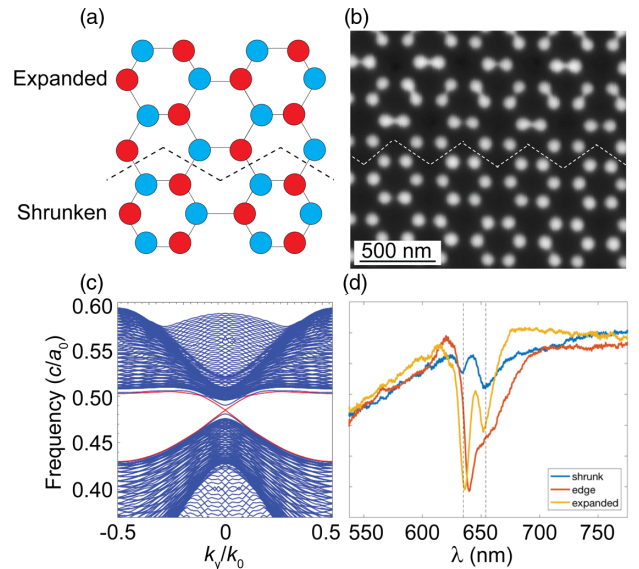 (a)
Expanded
Shrunken
(b)
500 nm
(c)
0.60
0.55
0.50
0.45
0.40
Frequency (c/a₀)
-0.5
0
0.5
k_y/k₀
(d)
shrunk
edge
expanded
550
600
650
700
750
λ (nm)